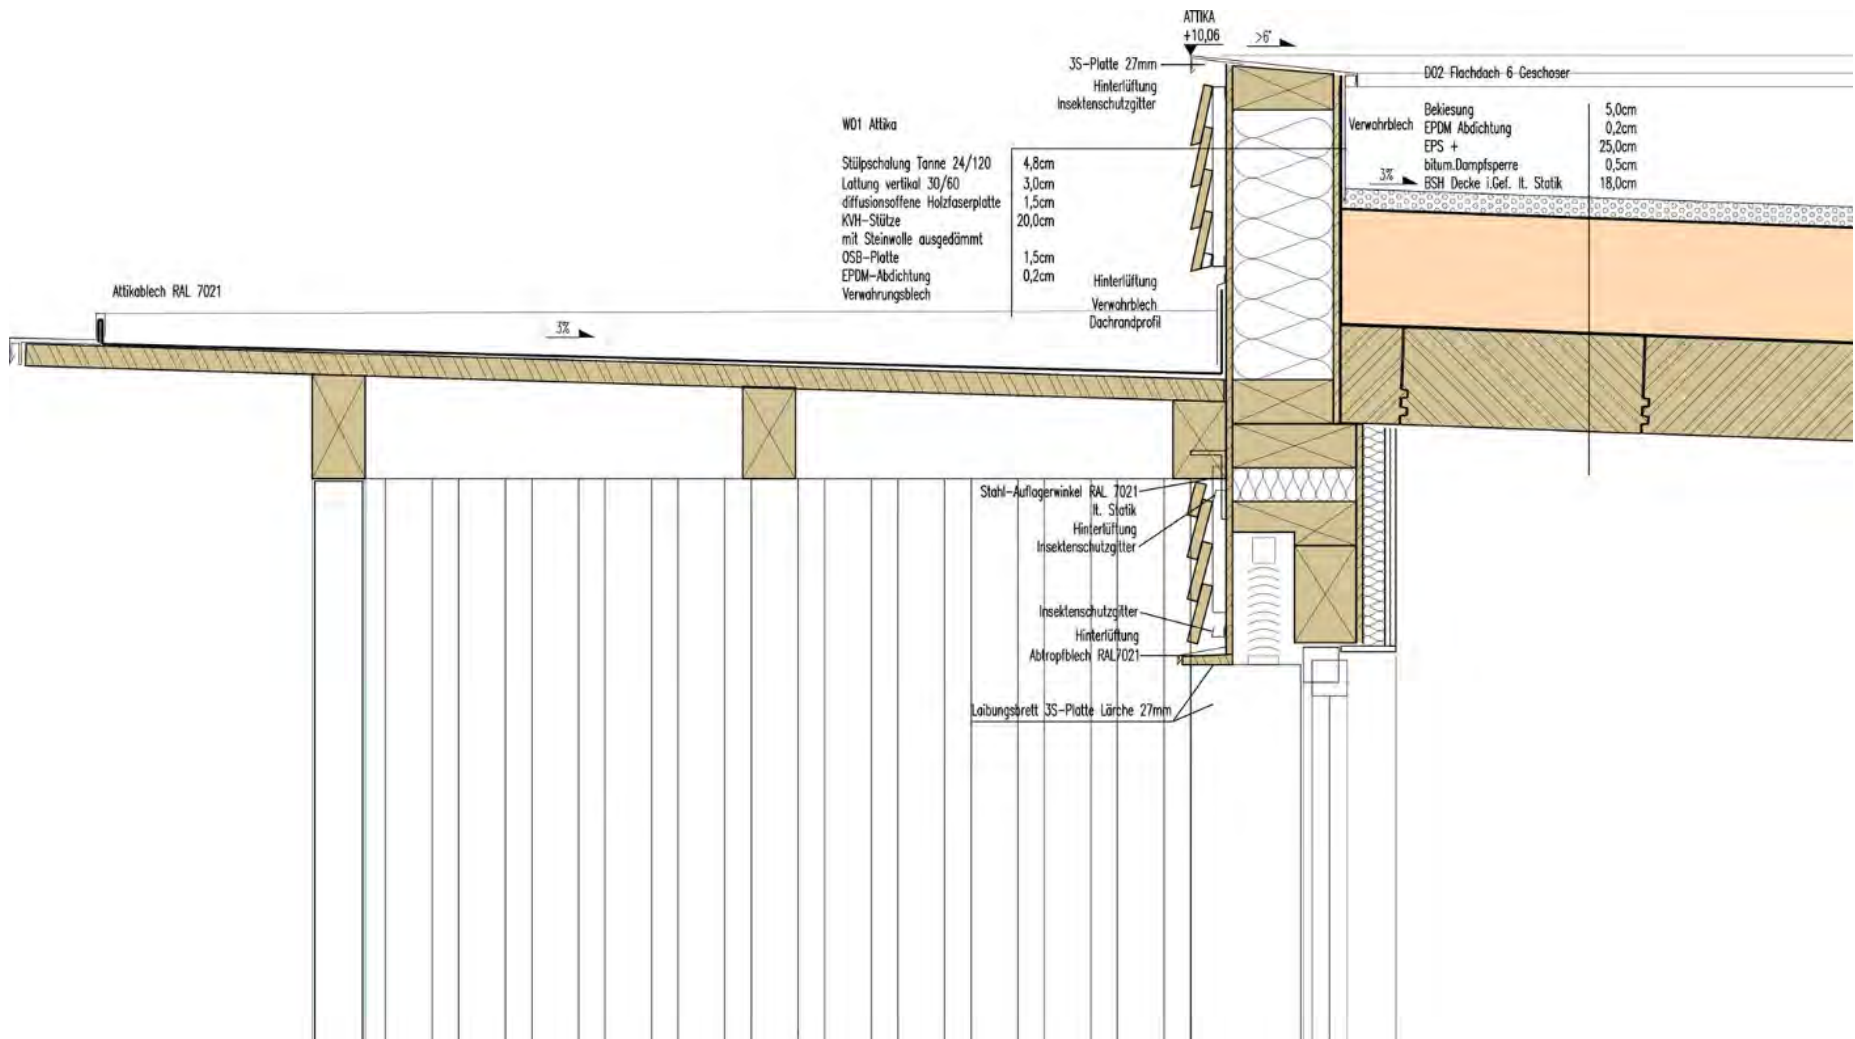 ATTIKA
+10,06
>6°
3S-Platte 27mm
Hinterlüftung
Insektenschutzgitter
D02 Flachdach 6 Geschoser
Verwahrblech
Bekiesung 5,0cm
EPDM Abdichtung 0,2cm
EPS + 25,0cm
bitum.Dampfsperre 0,5cm
BSH Decke i.Gef. lt. Statik 18,0cm
3%
W01 Attika
Stülpschalung Tanne 24/120 4,8cm
Lattung vertikal 30/60 3,0cm
diffusionsoffene Holzfaserplatte 1,5cm
KVH-Stütze 20,0cm
mit Steinwolle ausgedämmt
OSB-Platte 1,5cm
EPDM-Abdichtung 0,2cm
Verwahrungsblech
Hinterlüftung
Verwahrblech
Dachrandprofil
Attikablech RAL 7021
3%
Stahl-Auflagerwinkel RAL 7021
lt. Statik
Hinterlüftung
Insektenschutzgitter
Insektenschutzgitter
Hinterlüftung
Abtropfblech RAL7021
Laibungsbrett 3S-Platte Lärche 27mm